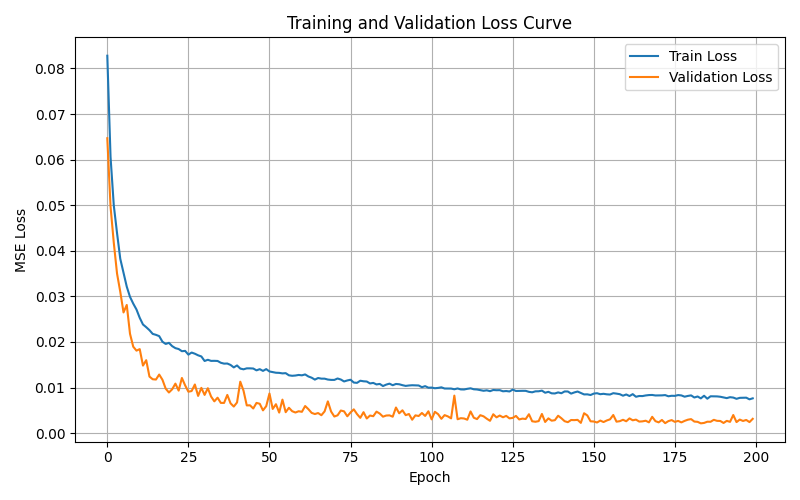 Training and Validation Loss Curve
Train Loss
Validation Loss
0.08
0.07
0.06
0.05
0.04
0.03
0.02
0.01
0.00
MSE Loss
0 25 50 75 100 125 150 175 200
Epoch